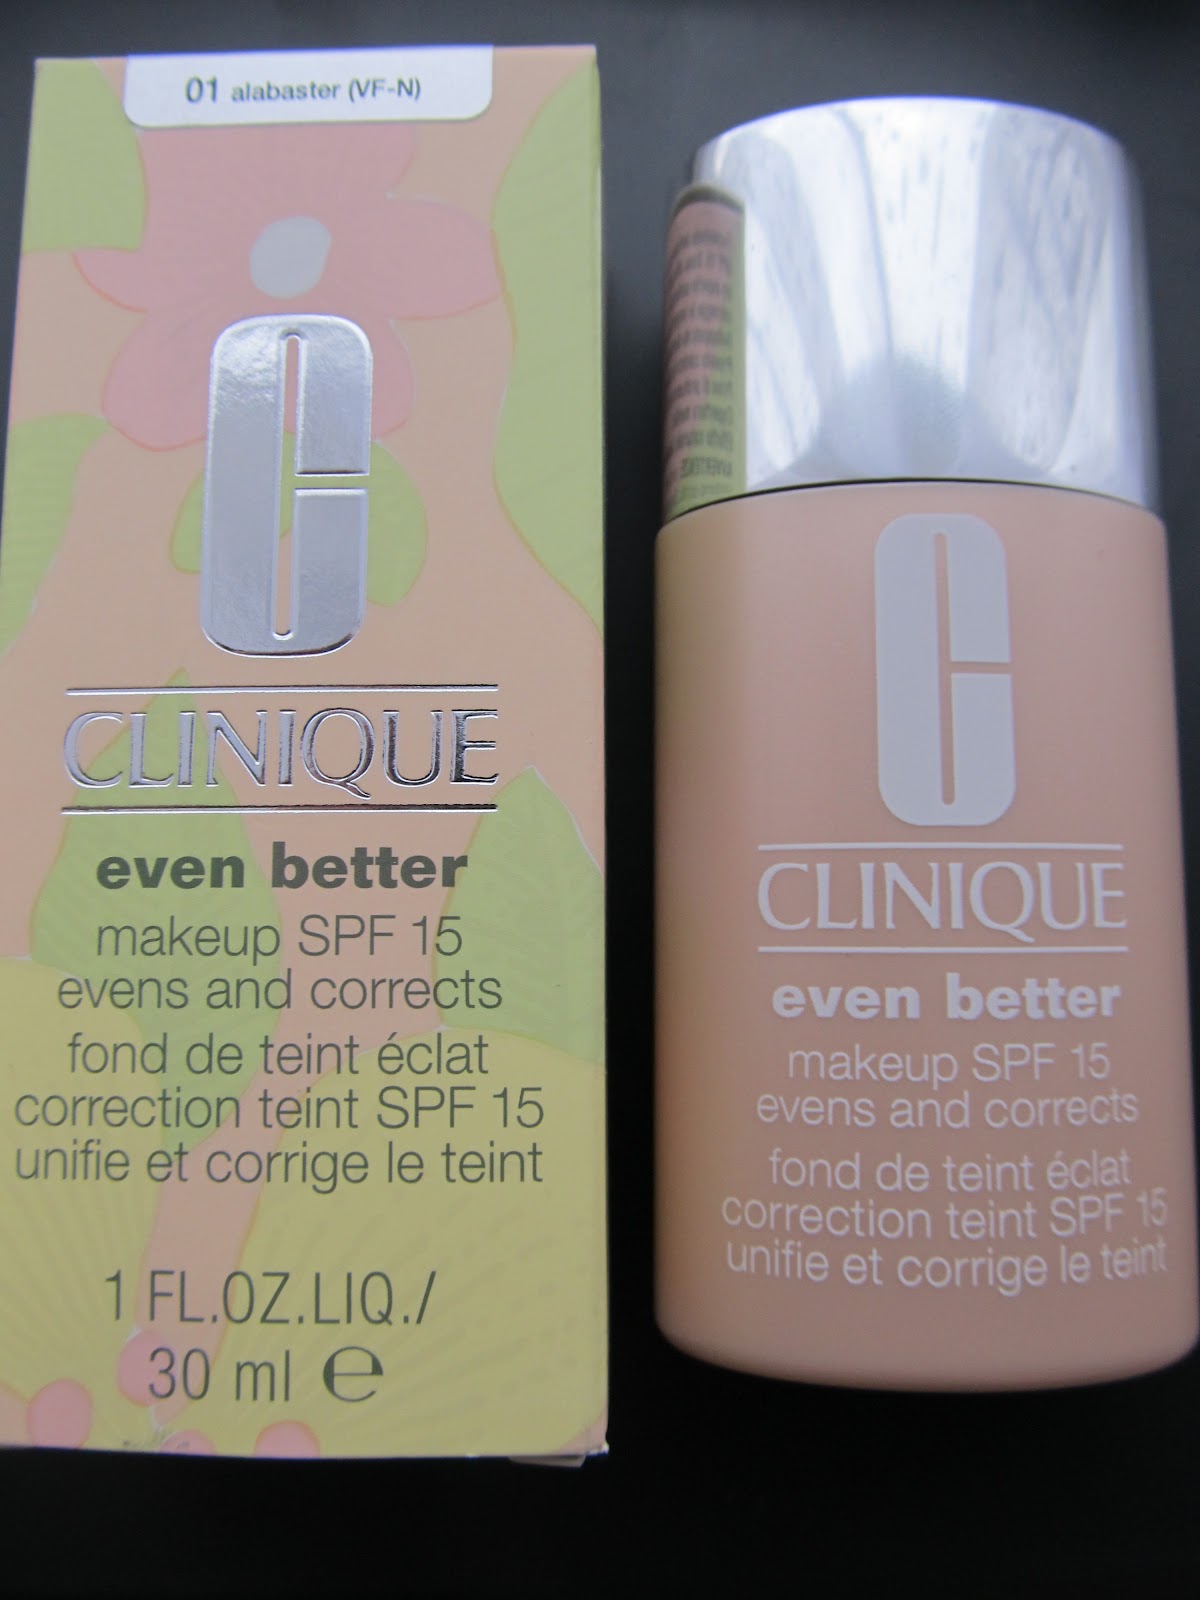 01 alabaster (VF-N)
C
CLINIQUE
even better
makeup SPF 15
evens and corrects
fond de teint éclat
correction teint SPF 15
unifie et corrige le teint
1 FL.OZ.LIQ./
30 ml ℮
C
CLINIQUE
even better
makeup SPF 15
evens and corrects
fond de teint éclat
correction teint SPF 15
unifie et corrige le teint